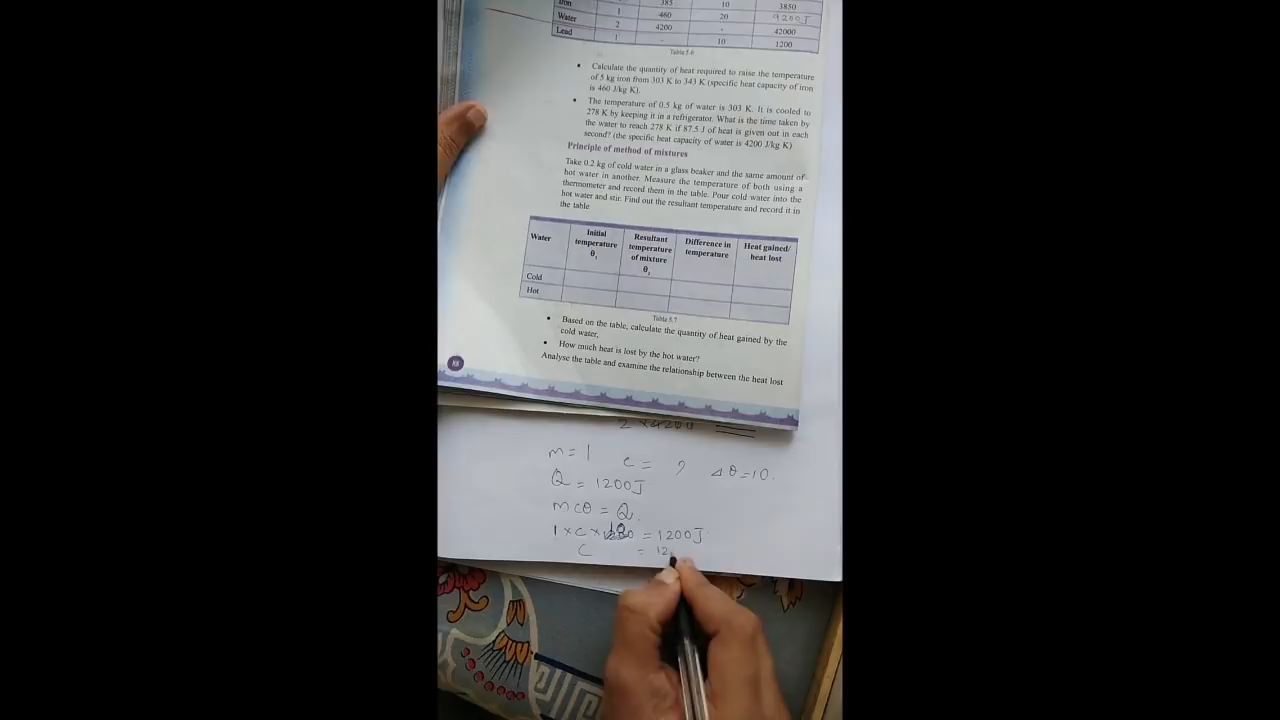 385 10 3850
Iron 1 460 20 9200J
Water 2 4200 - 42000
Lead 1 - 10 1200
Table 5.6
• Calculate the quantity of heat required to raise the temperature
of 5 kg iron from 303 K to 343 K (specific heat capacity of iron
is 460 J/kg K).
• The temperature of 0.5 kg of water is 303 K. It is cooled to
278 K by keeping it in a refrigerator. What is the time taken by
the water to reach 278 K if 87.5 J of heat is given out in each
second? (the specific heat capacity of water is 4200 J/kg K)
Principle of method of mixtures
Take 0.2 kg of cold water in a glass beaker and the same amount of
hot water in another. Measure the temperature of both using a
thermometer and record them in the table. Pour cold water into the
hot water and stir. Find out the resultant temperature and record it in
the table
Water Initial temperature θ₁ Resultant temperature of mixture θ₂ Difference in temperature Heat gained/ heat lost
Cold
Hot
Table 5.7
• Based on the table, calculate the quantity of heat gained by the
cold water,
• How much heat is lost by the hot water?
Analyse the table and examine the relationship between the heat lost
88
2 × 4200
m = 1 c = ? Δθ = 10.
Q = 1200J
mcθ = Q.
1 × c × 10 = 1200J
C = 12